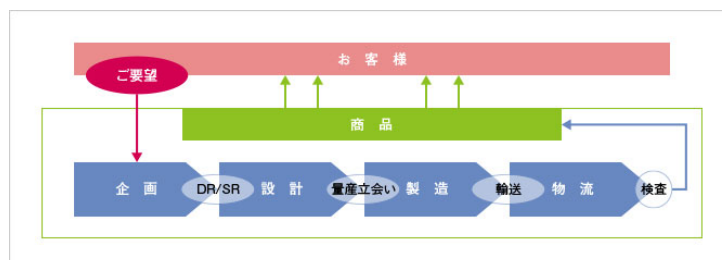 お客様
ご要望
商品
企画
DR/SR
設計
量産立会い
製造
輸送
物流
検査